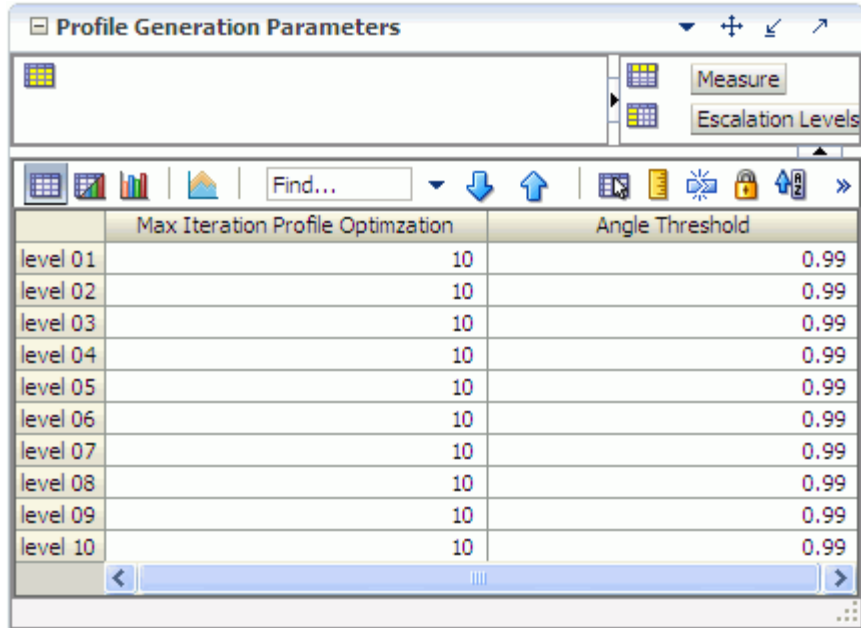 Profile Generation Parameters
Measure
Escalation Levels
Find...
Max Iteration Profile Optimzation Angle Threshold
level 01 10 0.99
level 02 10 0.99
level 03 10 0.99
level 04 10 0.99
level 05 10 0.99
level 06 10 0.99
level 07 10 0.99
level 08 10 0.99
level 09 10 0.99
level 10 10 0.99